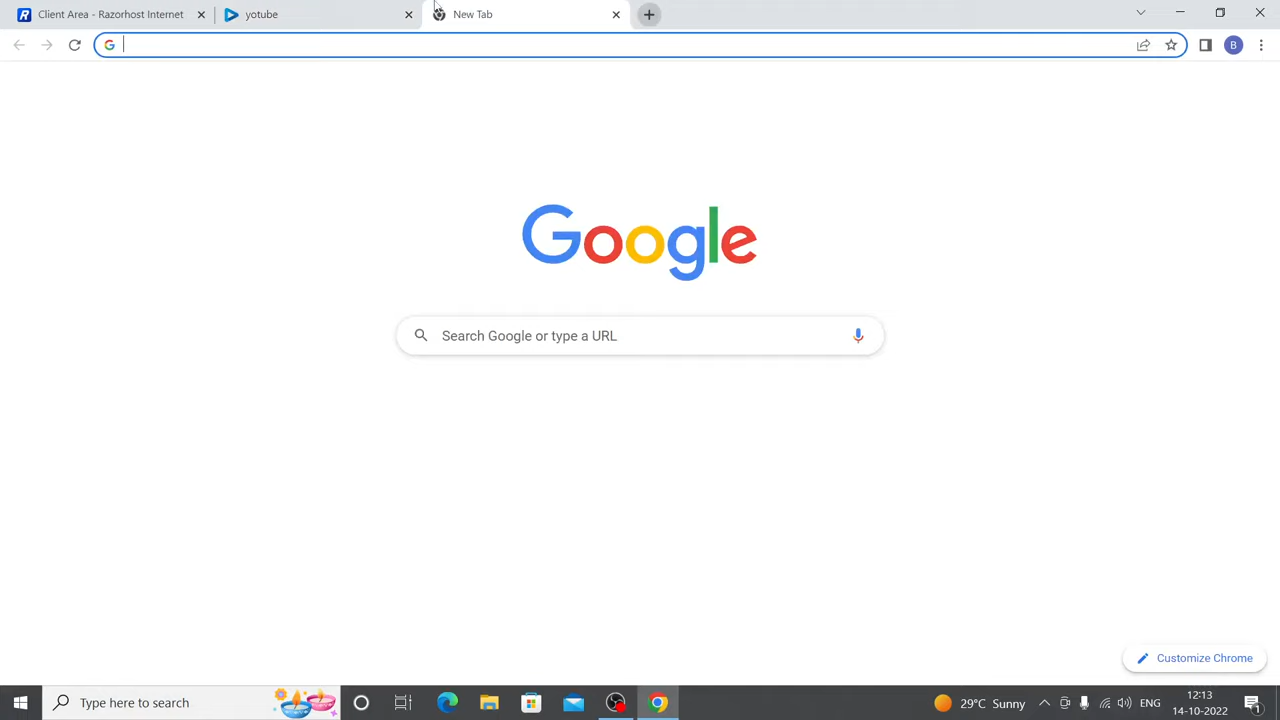 Client Area - Razorhost Internet
yotube
New Tab
B
Google
Search Google or type a URL
Customize Chrome
Type here to search
29°C Sunny
ENG
12:13
14-10-2022
1